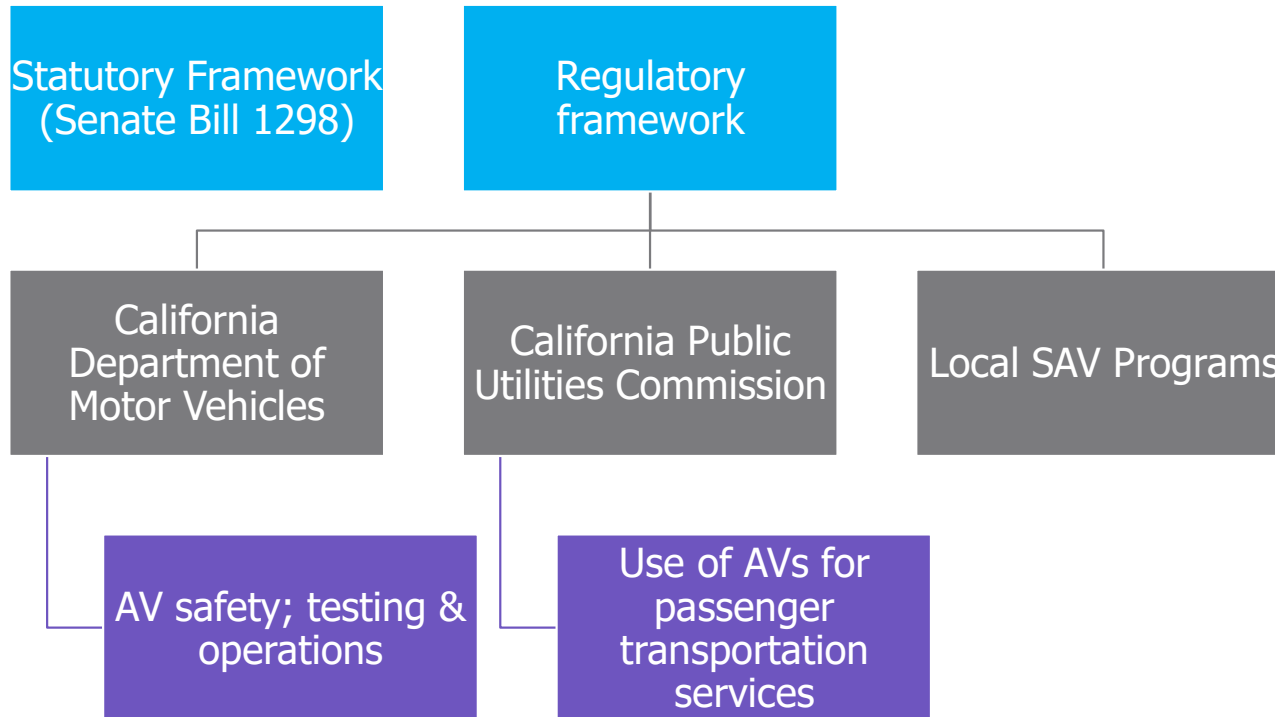 Statutory Framework
(Senate Bill 1298)
Regulatory
framework
California
Department of
Motor Vehicles
California Public
Utilities Commission
Local SAV Programs
AV safety; testing &
operations
Use of AVs for
passenger
transportation
services